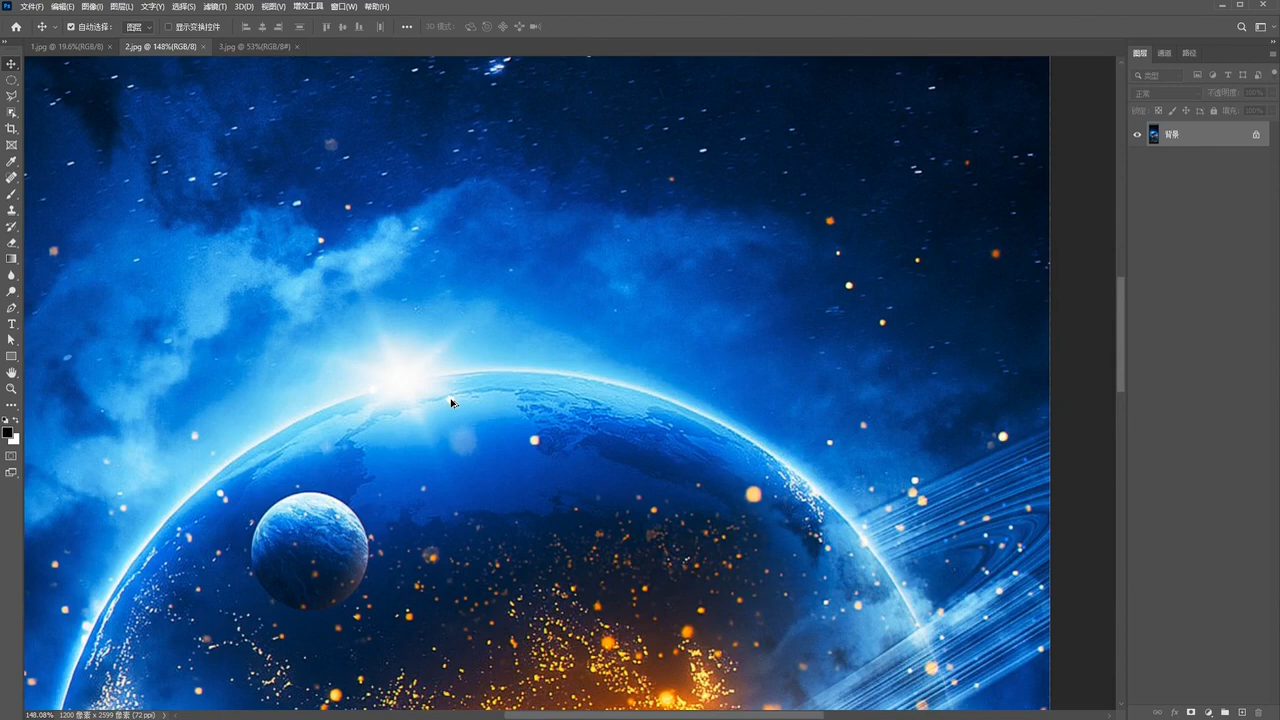 Ps 文件(F) 编辑(E) 图像(I) 图层(L) 文字(Y) 选择(S) 滤镜(T) 3D(D) 视图(V) 增效工具 窗口(W) 帮助(H)
自动选择: 图层 显示变换控件 3D 模式:
1.jpg @ 19.6%(RGB/8) × 2.jpg @ 148%(RGB/8) × 3.jpg @ 53%(RGB/8#) ×
图层 通道 路径
类型
正常 不透明度: 100%
锁定: 填充: 100%
背景
148.08% 1200 像素 x 2599 像素 (72 ppi)